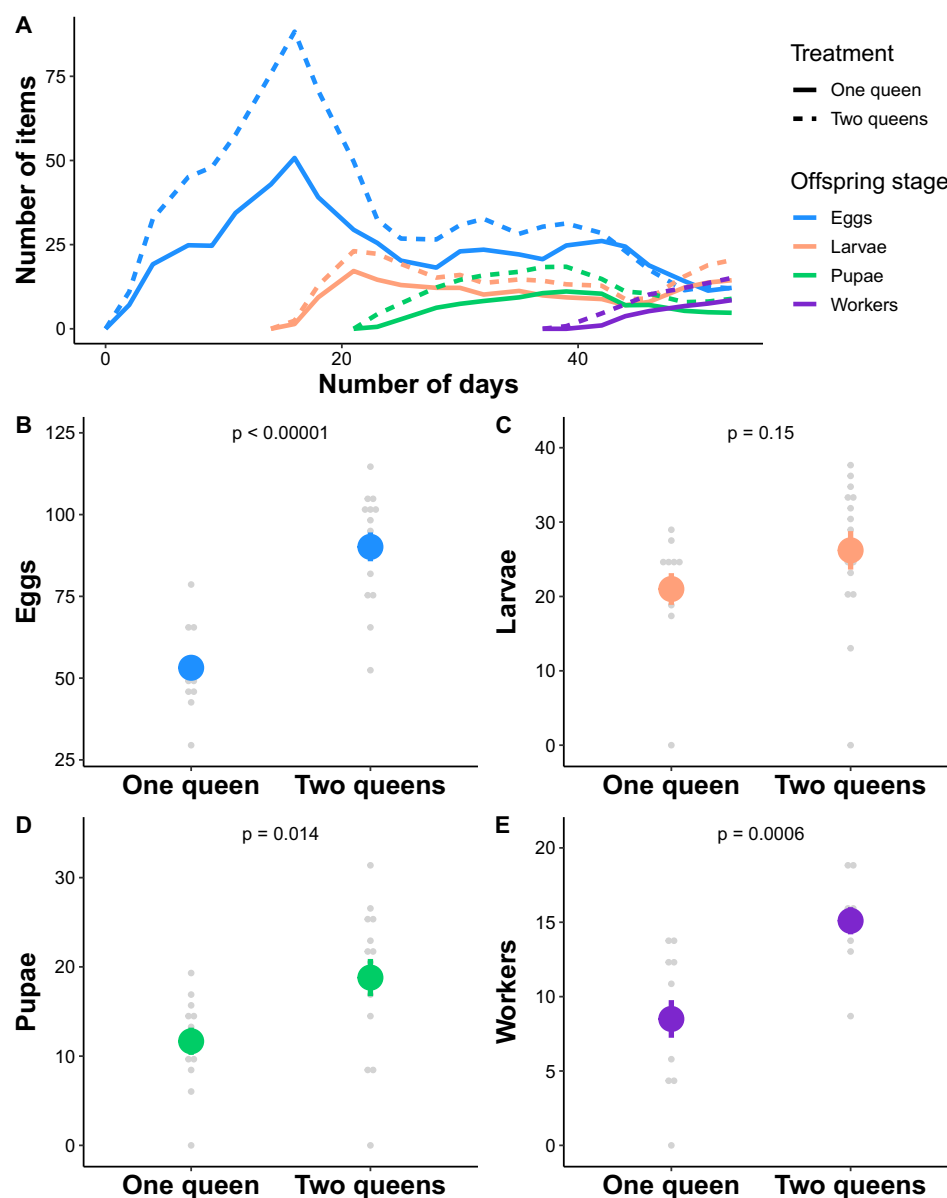 A
Number of items
75
50
25
0
0
20
40
Number of days
Treatment
One queen
Two queens
Offspring stage
Eggs
Larvae
Pupae
Workers
B
p < 0.00001
Eggs
125
100
75
50
25
One queen
Two queens
C
p = 0.15
Larvae
40
30
20
10
0
One queen
Two queens
D
p = 0.014
Pupae
30
20
10
0
One queen
Two queens
E
p = 0.0006
Workers
20
15
10
5
0
One queen
Two queens